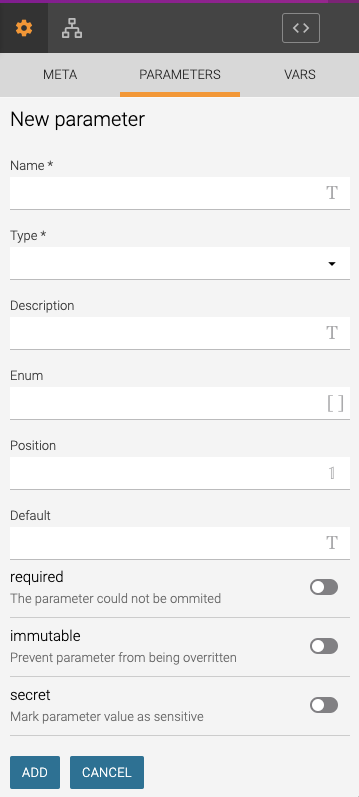 META PARAMETERS VARS
New parameter
Name *
T
Type *
Description
T
Enum
[ ]
Position
1
Default
T
required
The parameter could not be ommited
immutable
Prevent parameter from being overritten
secret
Mark parameter value as sensitive
ADD CANCEL